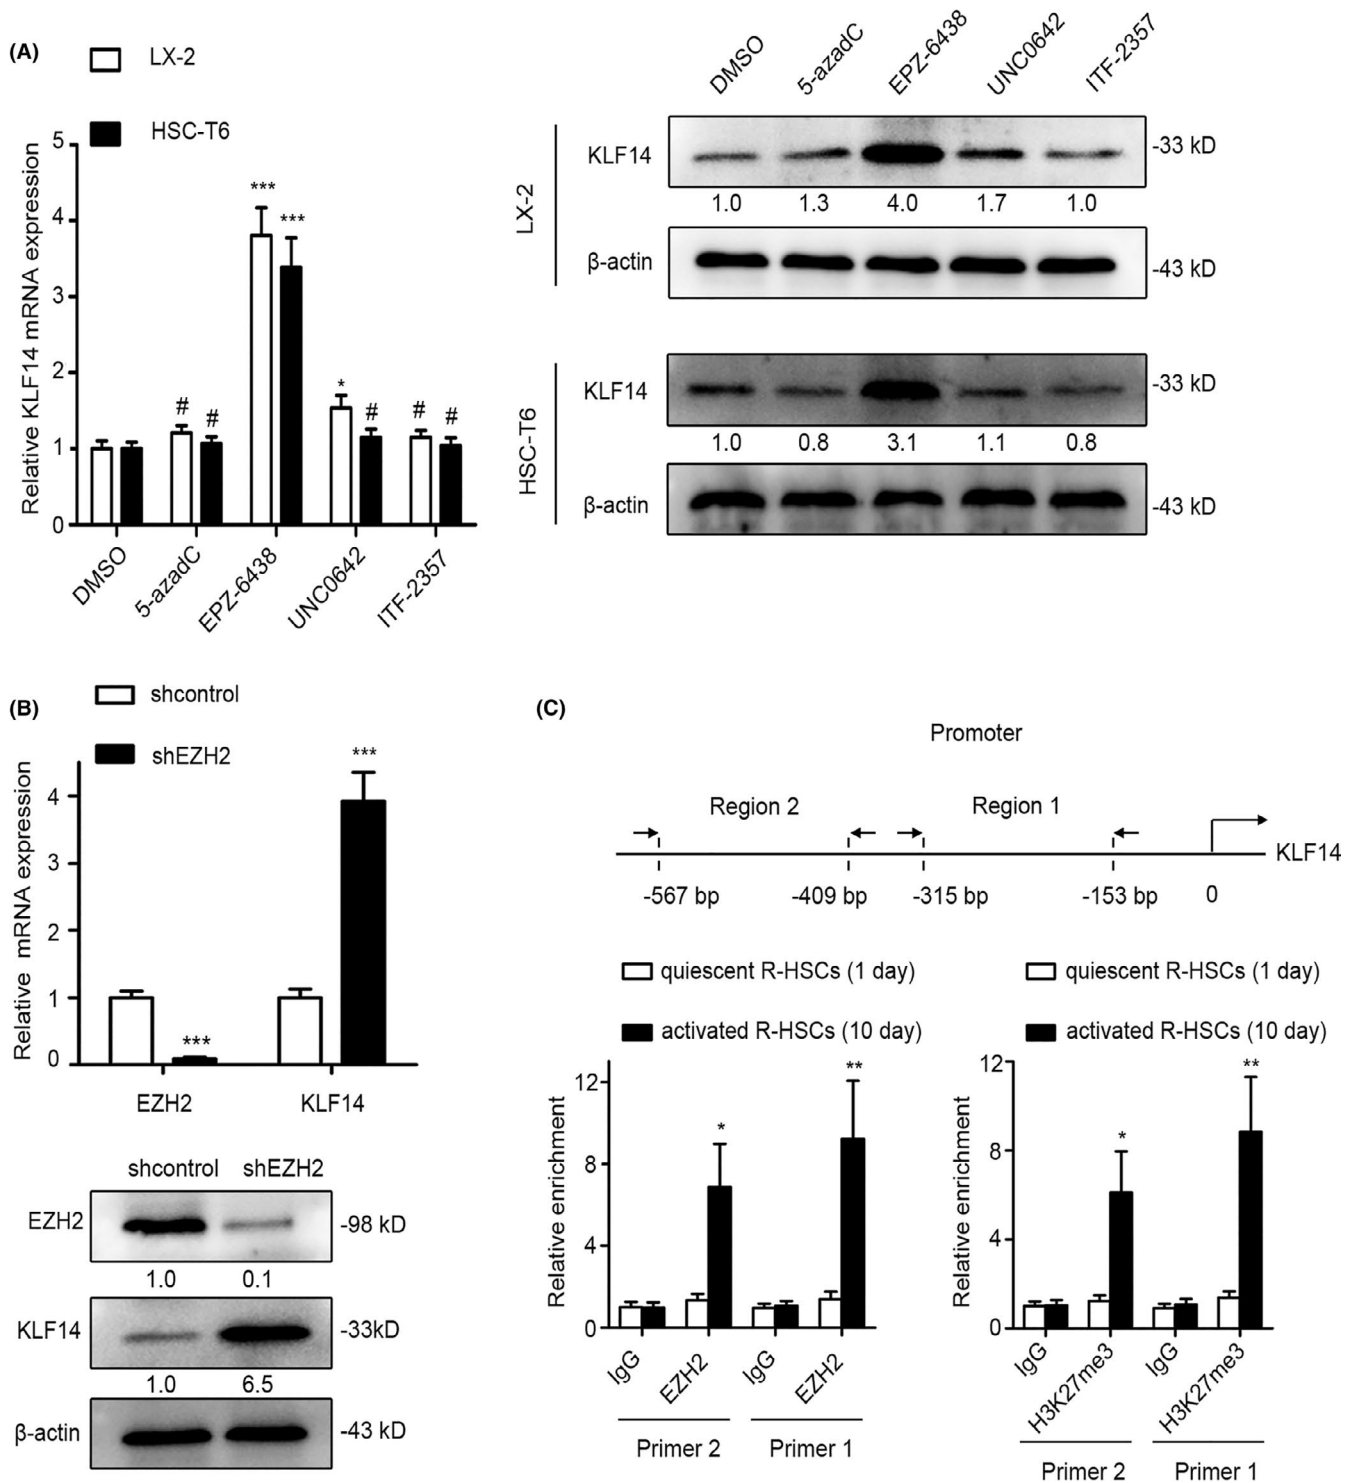 (A)
LX-2
HSC-T6
Relative KLF14 mRNA expression
5
4
3
2
1
0
***
***
*
# # # # #
DMSO 5-azadC EPZ-6438 UNC0642 ITF-2357
DMSO 5-azadC EPZ-6438 UNC0642 ITF-2357
LX-2
KLF14 -33 kD
1.0 1.3 4.0 1.7 1.0
β-actin -43 kD
HSC-T6
KLF14 -33 kD
1.0 0.8 3.1 1.1 0.8
β-actin -43 kD
(B)
shcontrol
shEZH2
Relative mRNA expression
4
3
2
1
0
***
***
EZH2 KLF14
shcontrol shEZH2
EZH2 -98 kD
1.0 0.1
KLF14 -33kD
1.0 6.5
β-actin -43 kD
(C)
Promoter
Region 2 Region 1
KLF14
-567 bp -409 bp -315 bp -153 bp 0
quiescent R-HSCs (1 day)
activated R-HSCs (10 day)
Relative enrichment
12
8
4
0
* **
IgG EZH2 IgG EZH2
Primer 2 Primer 1
quiescent R-HSCs (1 day)
activated R-HSCs (10 day)
Relative enrichment
12
8
4
0
* **
IgG H3K27me3 IgG H3K27me3
Primer 2 Primer 1